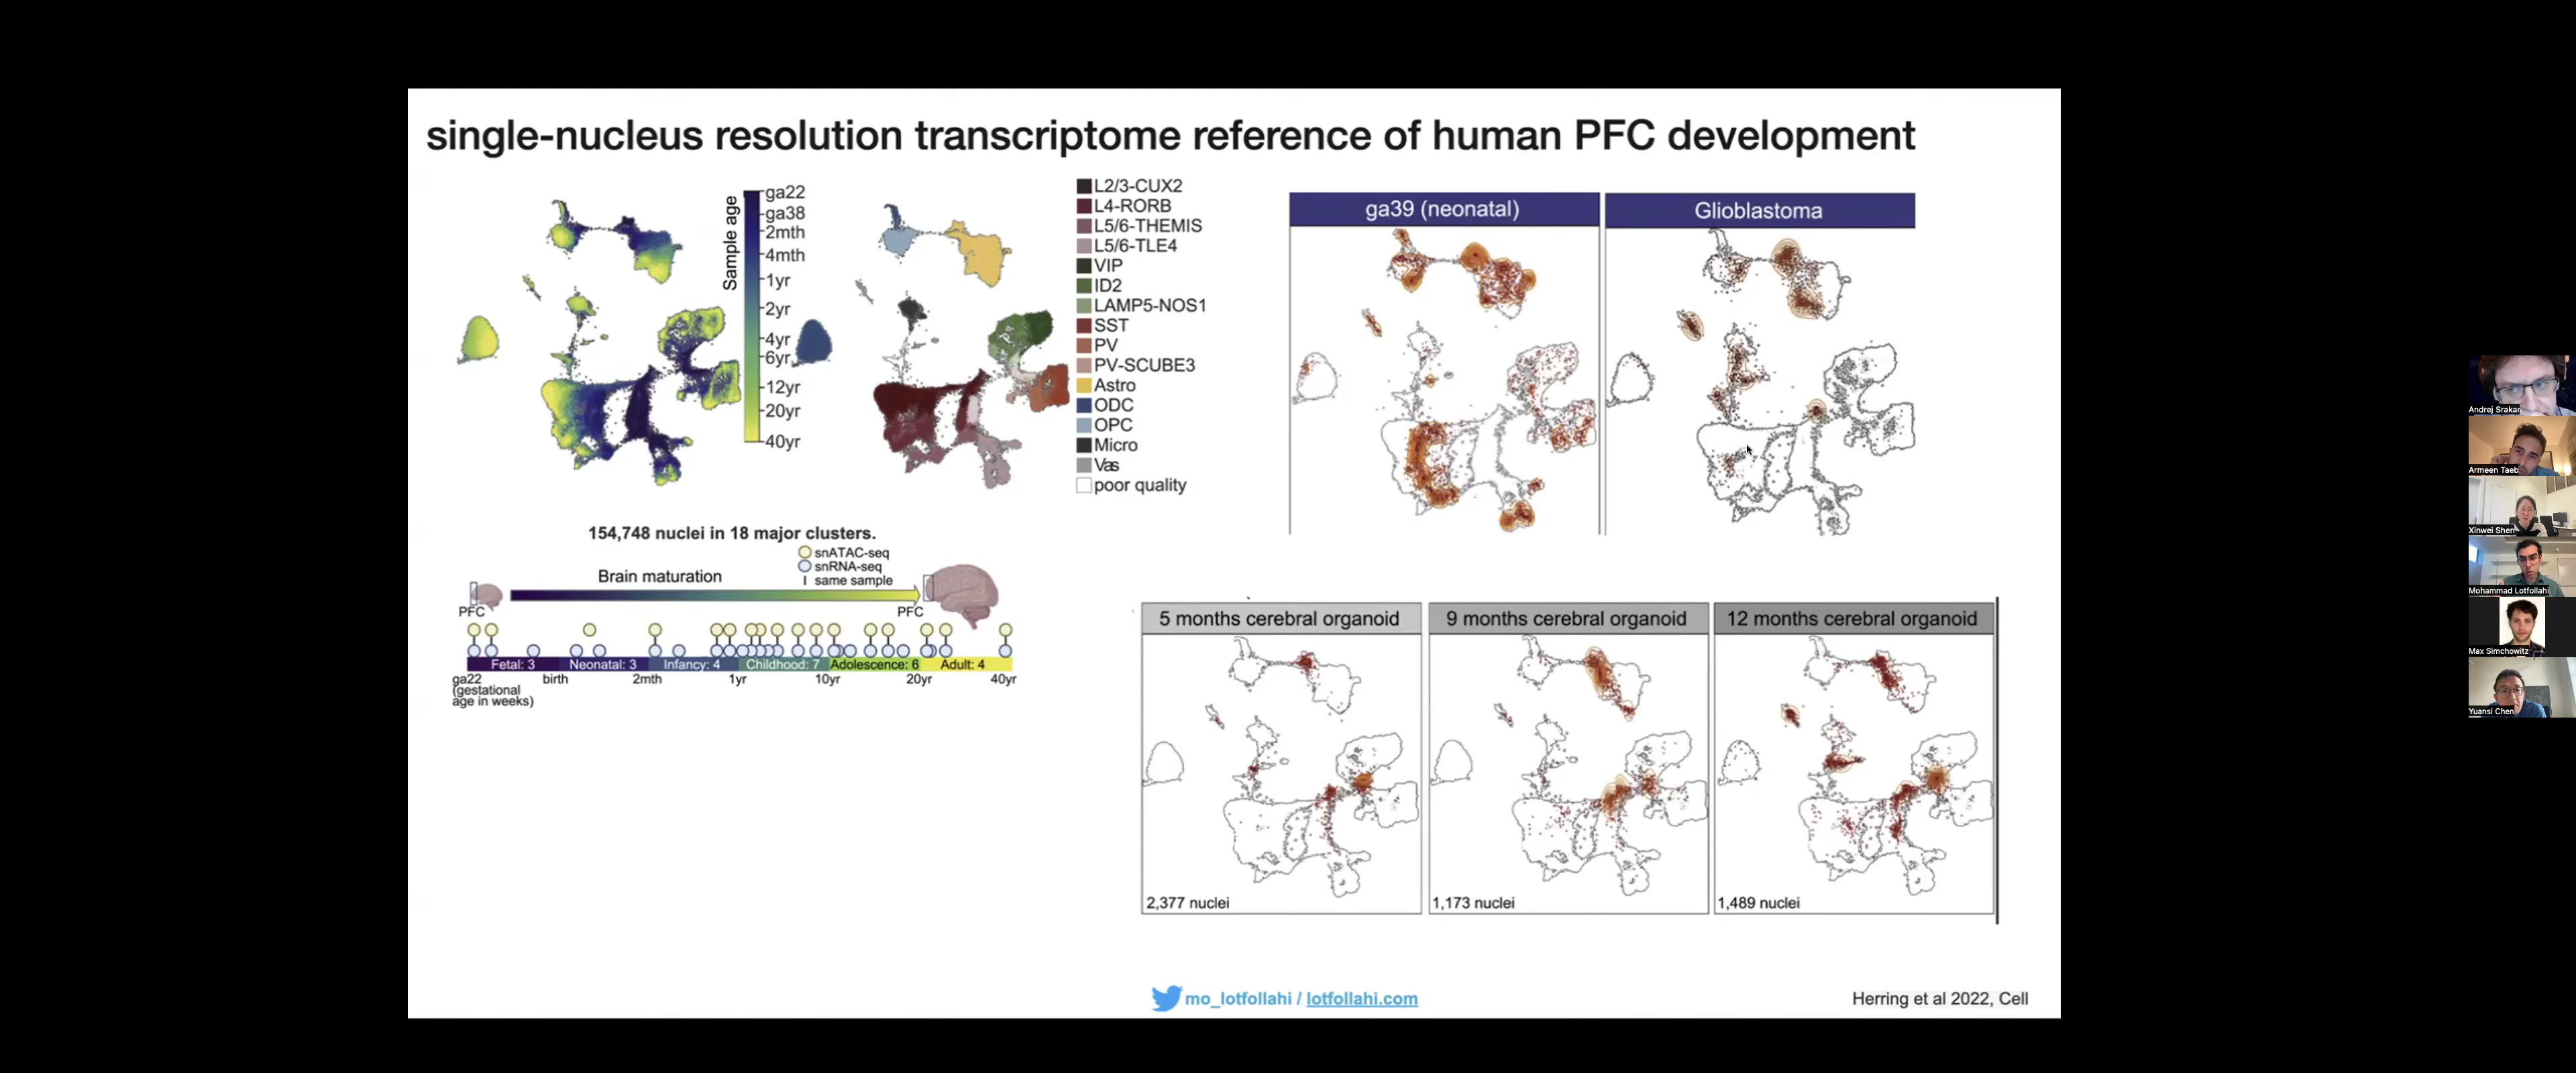 single-nucleus resolution transcriptome reference of human PFC development
Sample age
ga22
ga38
2mth
4mth
1yr
2yr
4yr
6yr
12yr
20yr
40yr
L2/3-CUX2
L4-RORB
L5/6-THEMIS
L5/6-TLE4
VIP
ID2
LAMP5-NOS1
SST
PV
PV-SCUBE3
Astro
ODC
OPC
Micro
Vas
poor quality
ga39 (neonatal)
Glioblastoma
154,748 nuclei in 18 major clusters.
snATAC-seq
snRNA-seq
same sample
Brain maturation
PFC
PFC
Fetal: 3 Neonatal: 3 Infancy: 4 Childhood: 7 Adolescence: 6 Adult: 4
ga22 birth 2mth 1yr 10yr 20yr 40yr
(gestational
age in weeks)
5 months cerebral organoid
9 months cerebral organoid
12 months cerebral organoid
2,377 nuclei
1,173 nuclei
1,489 nuclei
mo_lotfollahi / lotfollahi.com
Herring et al 2022, Cell
Andrej Srakar
Armeen Taeb
Xinwei Shen
Mohammad Lotfollahi
Max Simchowitz
Yuansi Chen